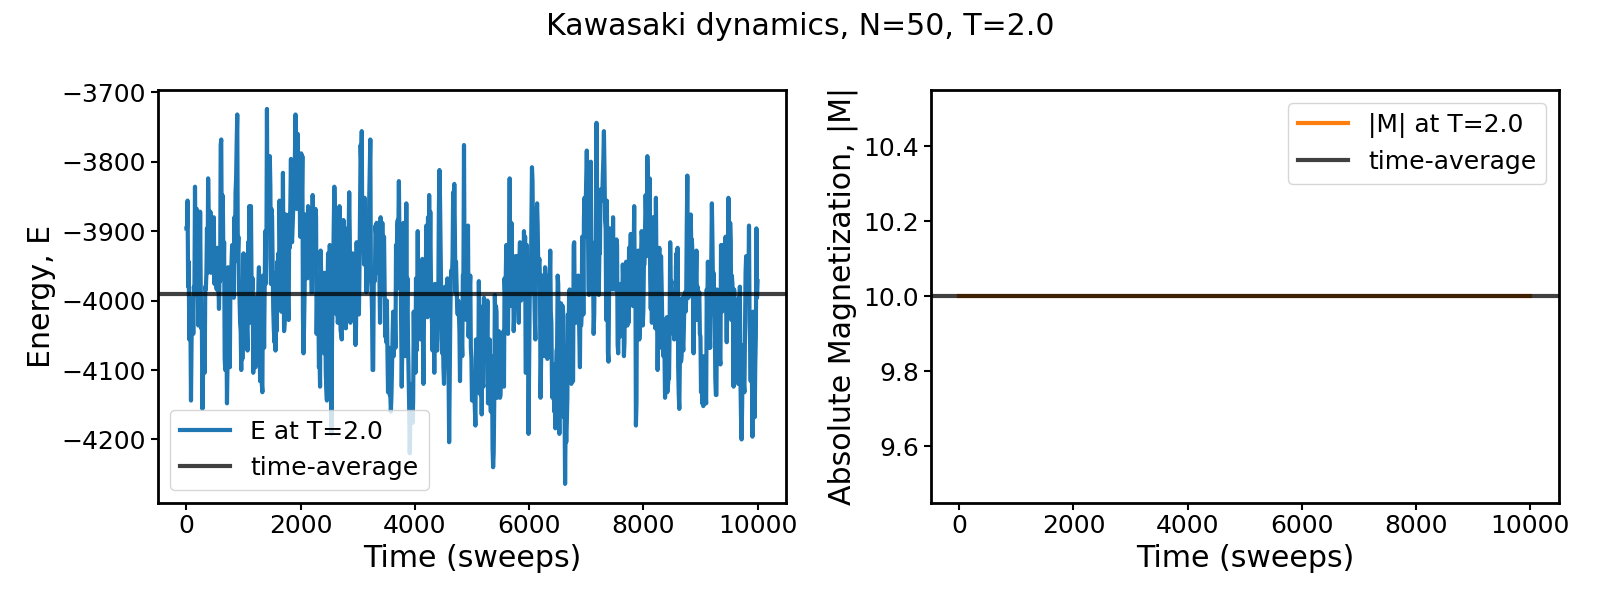 Kawasaki dynamics, N=50, T=2.0
Energy, E
−3700
−3800
−3900
−4000
−4100
−4200
E at T=2.0
time-average
0 2000 4000 6000 8000 10000
Time (sweeps)
Absolute Magnetization, |M|
10.4
10.2
10.0
9.8
9.6
|M| at T=2.0
time-average
0 2000 4000 6000 8000 10000
Time (sweeps)